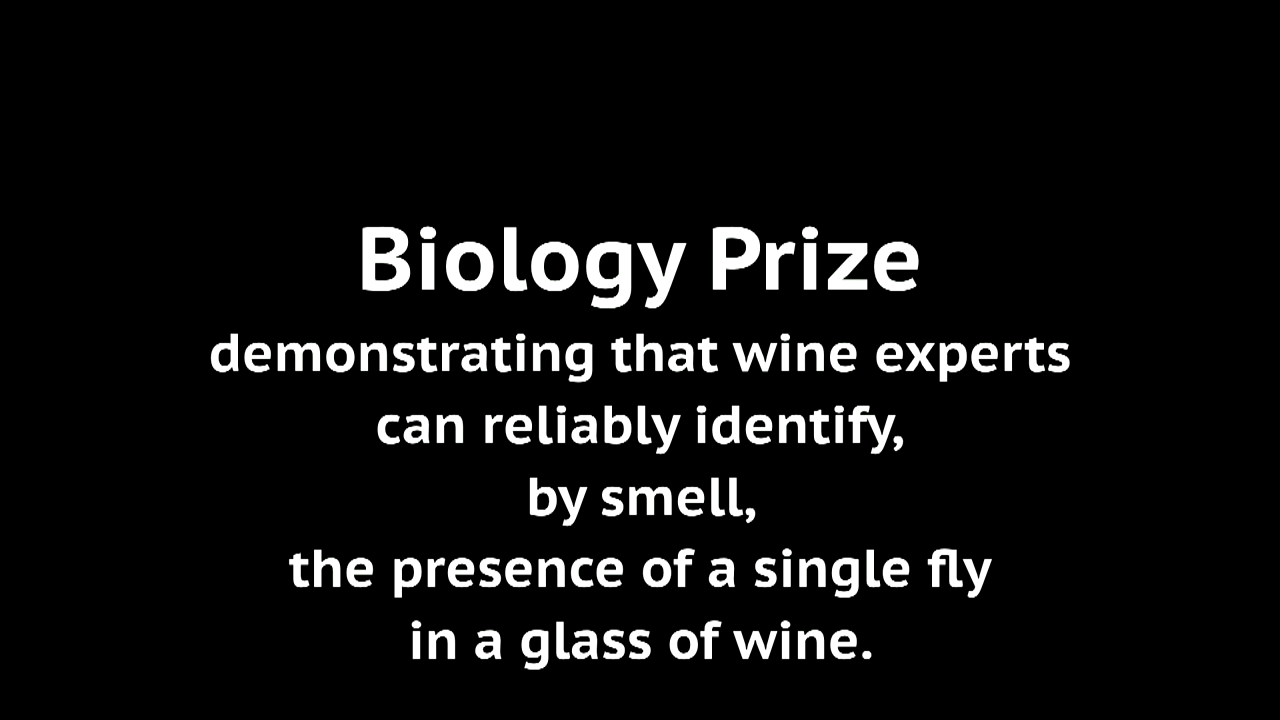 Biology Prize
demonstrating that wine experts
can reliably identify,
by smell,
the presence of a single fly
in a glass of wine.